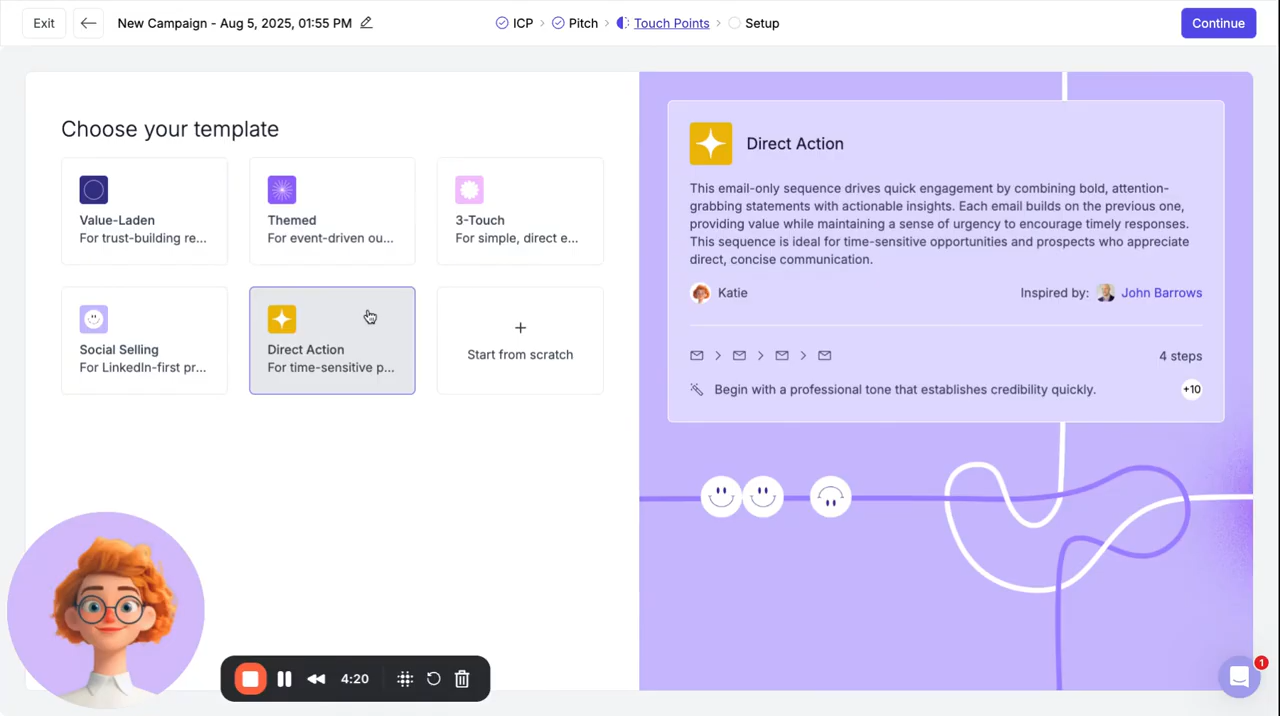 Exit
New Campaign - Aug 5, 2025, 01:55 PM
ICP
Pitch
Touch Points
Setup
Continue
Choose your template
Value-Laden
For trust-building re...
Themed
For event-driven ou...
3-Touch
For simple, direct e...
Social Selling
For LinkedIn-first pr...
Direct Action
For time-sensitive p...
+
Start from scratch
Direct Action
This email-only sequence drives quick engagement by combining bold, attention-
grabbing statements with actionable insights. Each email builds on the previous one,
providing value while maintaining a sense of urgency to encourage timely responses.
This sequence is ideal for time-sensitive opportunities and prospects who appreciate
direct, concise communication.
Katie
Inspired by: John Barrows
4 steps
Begin with a professional tone that establishes credibility quickly.
+10
4:20
1